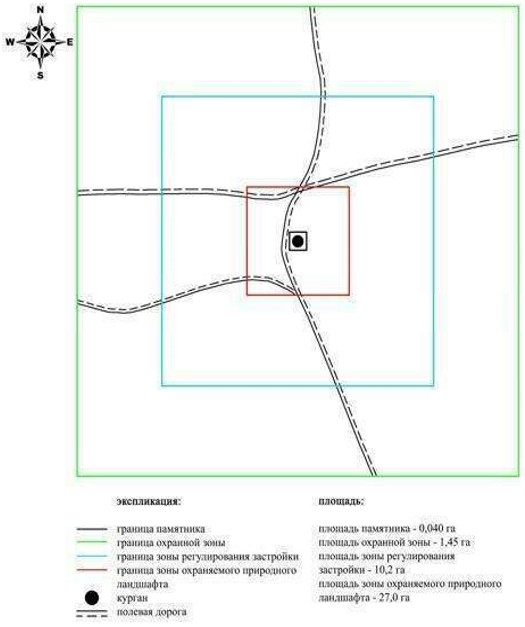 N
W E
S
экспликация:
граница памятника
граница охранной зоны
граница зоны регулирования застройки
граница зоны охраняемого природного
ландшафта
курган
полевая дорога
площадь:
площадь памятника - 0,040 га
площадь охранной зоны - 1,45 га
площадь зоны регулирования
застройки - 10,2 га
площадь зоны охраняемого природного
ландшафта - 27,0 га